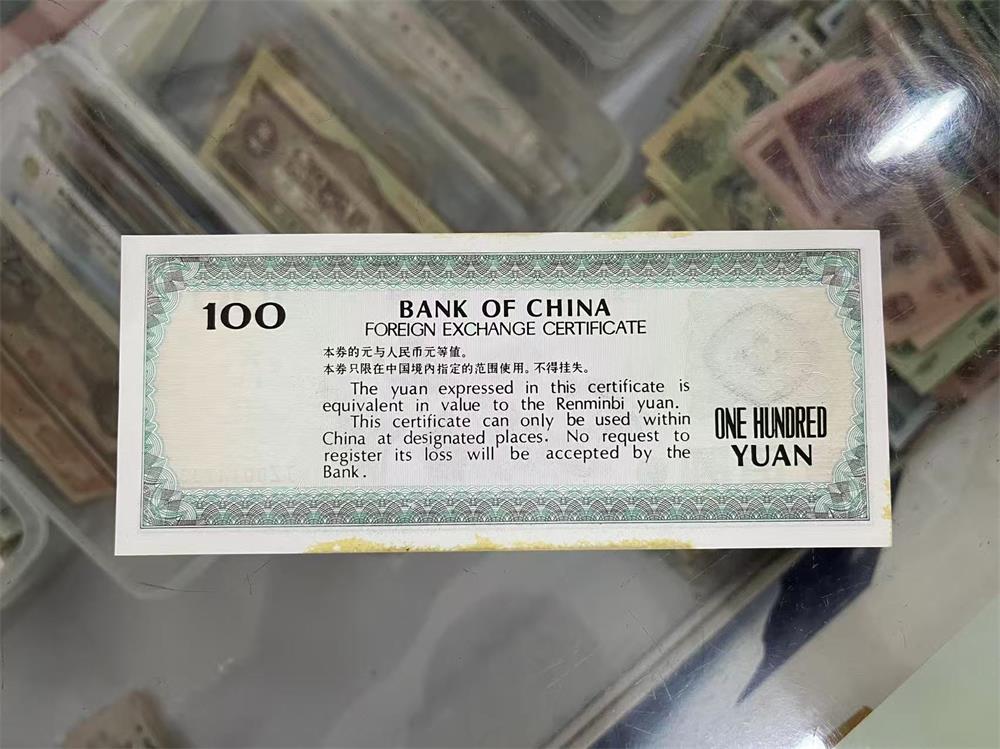 100
BANK OF CHINA
FOREIGN EXCHANGE CERTIFICATE
本券的元与人民币元等值。
本券只限在中国境内指定的范围使用。不得挂失。
The yuan expressed in this certificate is
equivalent in value to the Renminbi yuan.
This certificate can only be used within
China at designated places. No request to
register its loss will be accepted by the
Bank.
ONE HUNDRED
YUAN